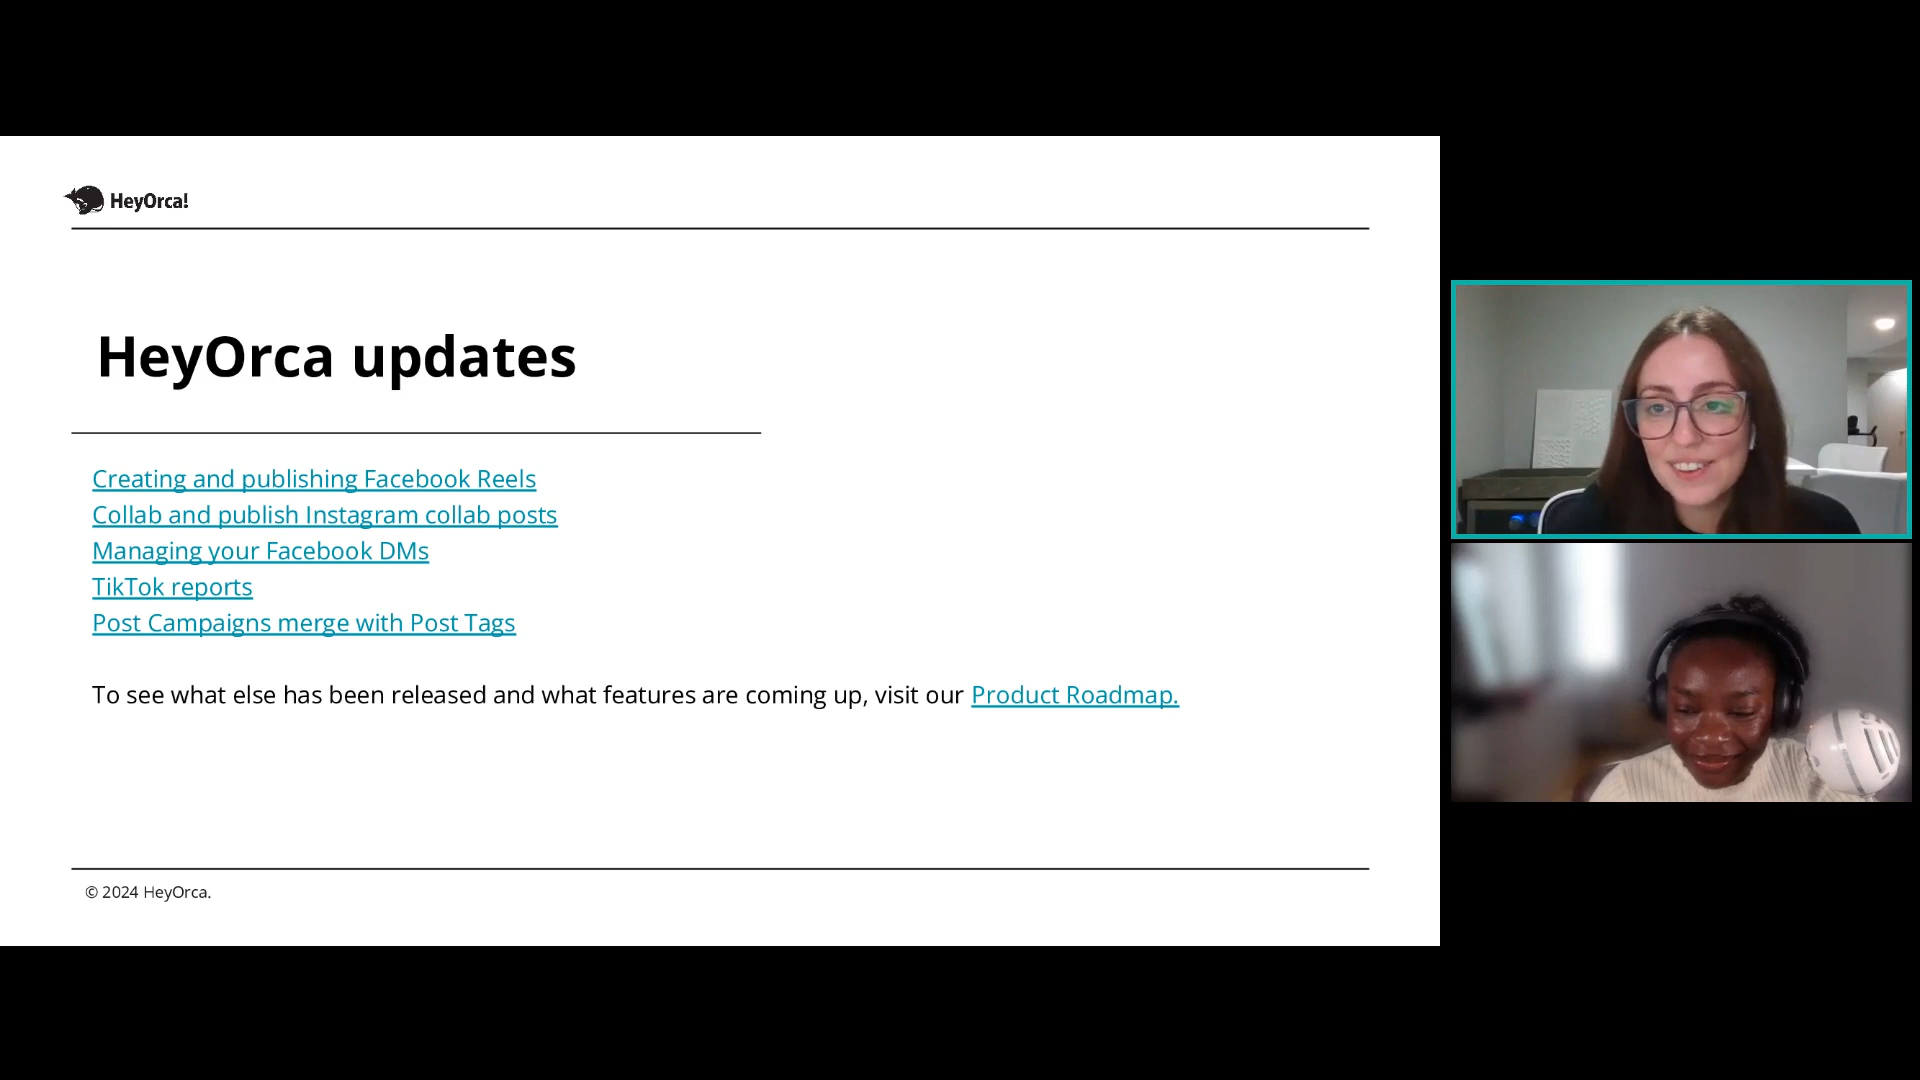 HeyOrca!
HeyOrca updates
Creating and publishing Facebook Reels
Collab and publish Instagram collab posts
Managing your Facebook DMs
TikTok reports
Post Campaigns merge with Post Tags
To see what else has been released and what features are coming up, visit our Product Roadmap.
© 2024 HeyOrca.